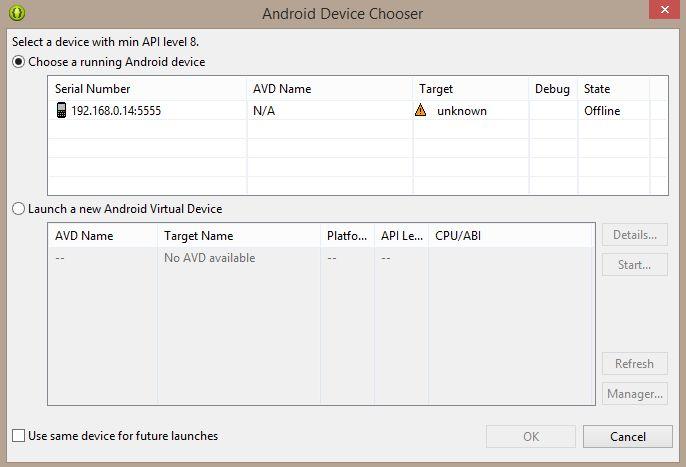 Android Device Chooser
Select a device with min API level 8.
Choose a running Android device
Serial Number AVD Name Target Debug State
192.168.0.14:5555 N/A unknown Offline
Launch a new Android Virtual Device
AVD Name Target Name Platfo... API Le... CPU/ABI
-- No AVD available -- --
Details...
Start...
Refresh
Manager...
Use same device for future launches
OK Cancel